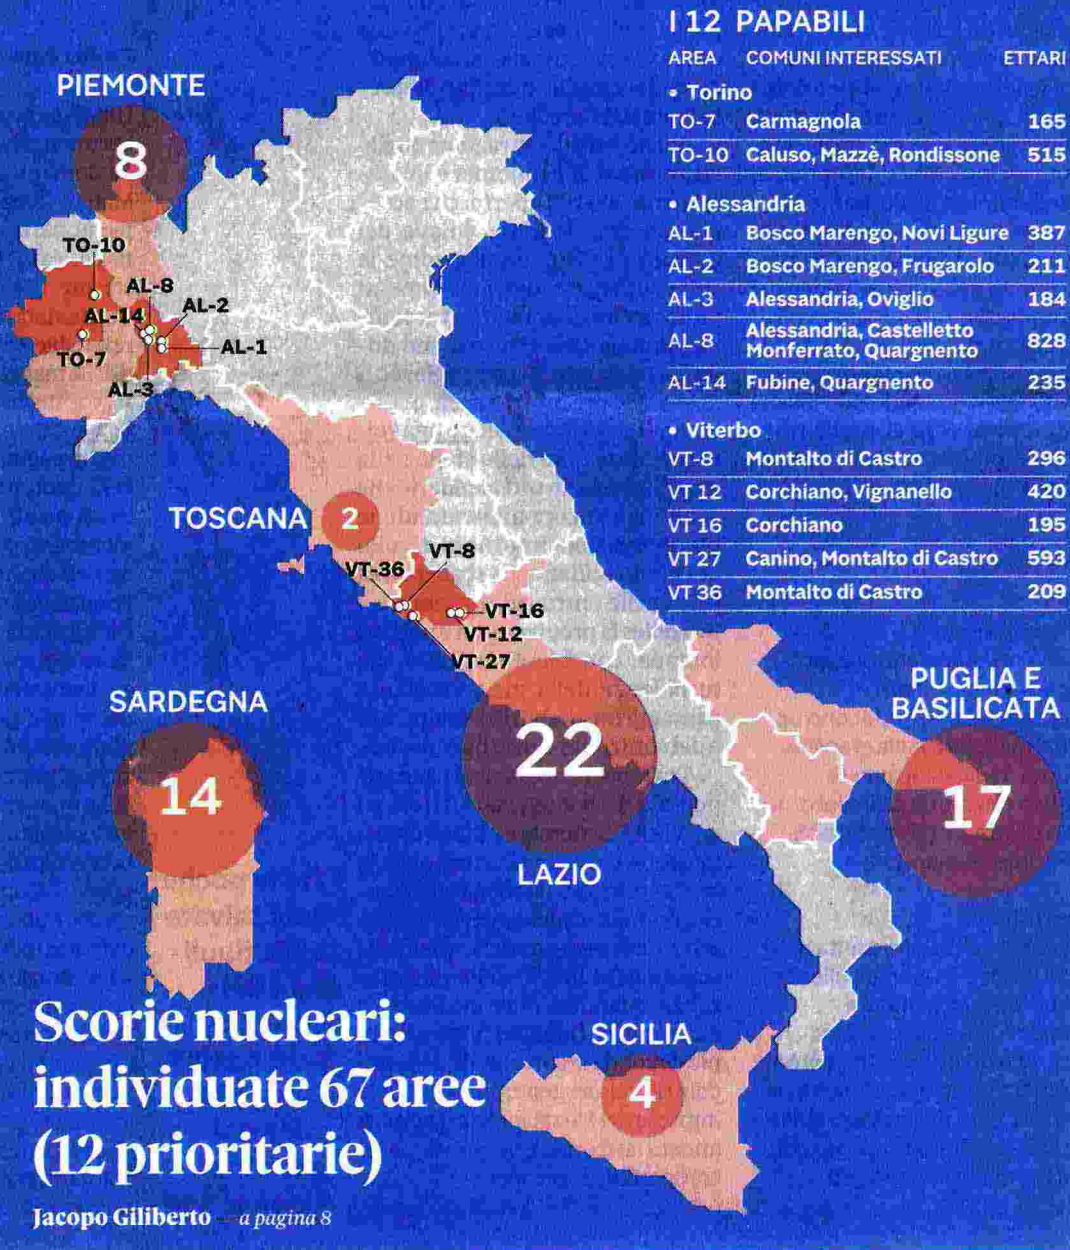 I 12 PAPABILI
AREA COMUNI INTERESSATI ETTARI
• Torino
TO-7 Carmagnola 165
TO-10 Caluso, Mazzè, Rondissone 515
• Alessandria
AL-1 Bosco Marengo, Novi Ligure 387
AL-2 Bosco Marengo, Frugarolo 211
AL-3 Alessandria, Oviglio 184
AL-8 Alessandria, Castelletto
Monferrato, Quargnento 828
AL-14 Fubine, Quargnento 235
• Viterbo
VT-8 Montalto di Castro 296
VT 12 Corchiano, Vignanello 420
VT 16 Corchiano 195
VT 27 Canino, Montalto di Castro 593
VT 36 Montalto di Castro 209
PIEMONTE
8
TO-10
AL-8
AL-2
AL-14
AL-1
TO-7
AL-3
TOSCANA 2
VT-8
VT-36
VT-16
VT-12
VT-27
SARDEGNA
14
22
LAZIO
PUGLIA E
BASILICATA
17
SICILIA
4
Scorie nucleari:
individuate 67 aree
(12 prioritarie)
Jacopo Giliberto —a pagina 8